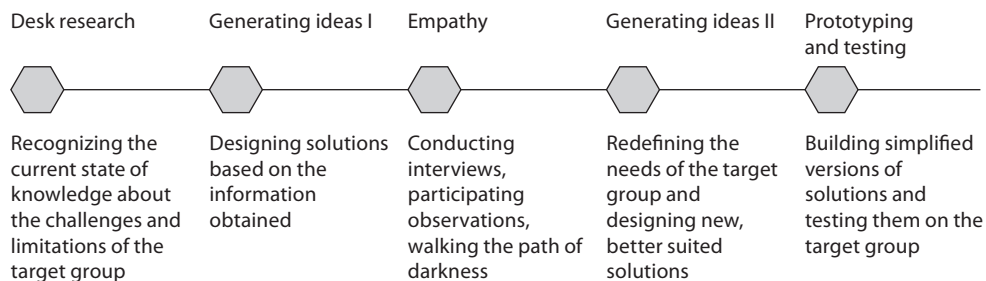 Desk research
Recognizing the
current state of
knowledge about
the challenges and
limitations of the
target group
Generating ideas I
Designing solutions
based on the
information
obtained
Empathy
Conducting
interviews,
participating
observations,
walking the path of
darkness
Generating ideas II
Redefining the
needs of the target
group and
designing new,
better suited
solutions
Prototyping
and testing
Building simplified
versions of
solutions and
testing them on the
target group